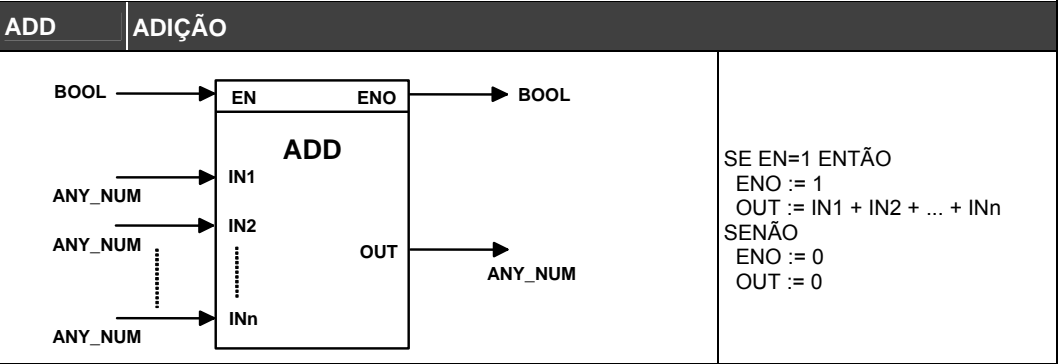 ADD ADIÇÃO
BOOL EN ENO BOOL
ADD
IN1
ANY_NUM
IN2
ANY_NUM
OUT
ANY_NUM
INn
ANY_NUM
SE EN=1 ENTÃO
ENO := 1
OUT := IN1 + IN2 + ... + INn
SENÃO
ENO := 0
OUT := 0